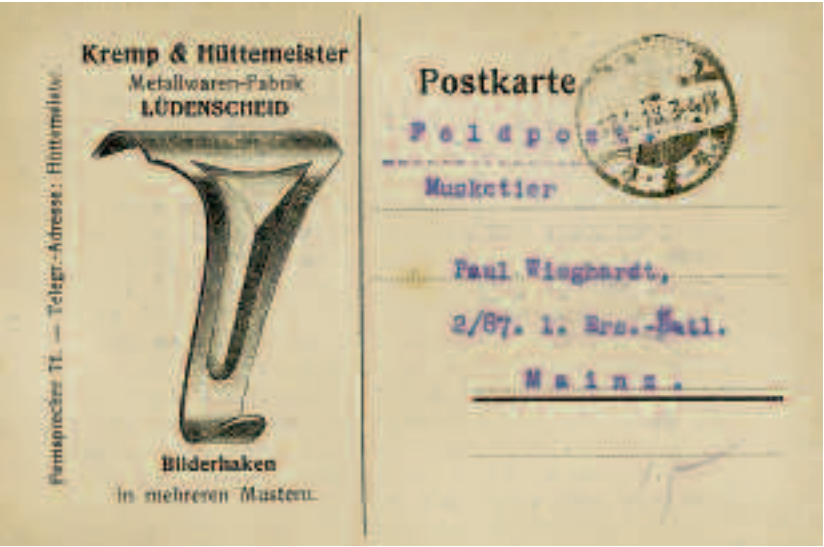 Kremp & Hüttemeister
Metallwaren-Fabrik
LÜDENSCHEID
Fernsprecher — Telegr.-Adresse: Hüttemeister.
Bilderhaken
in mehreren Mustern.
Postkarte
Feldpost.
Musketier
Paul Wieghardt,
2/87. 1. Ers.-Batl.
Mainz.